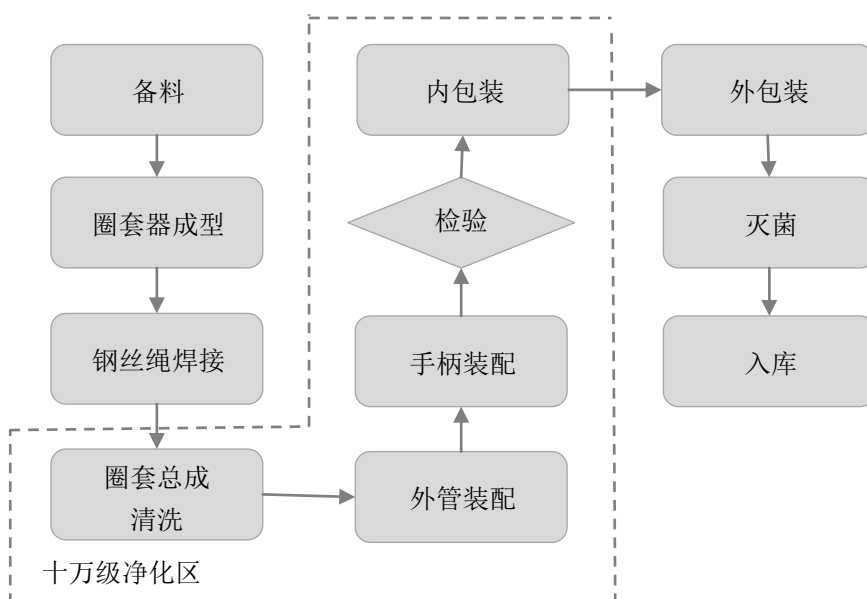 备料
圈套器成型
钢丝绳焊接
圈套总成
清洗
外管装配
手柄装配
检验
内包装
外包装
灭菌
入库
十万级净化区